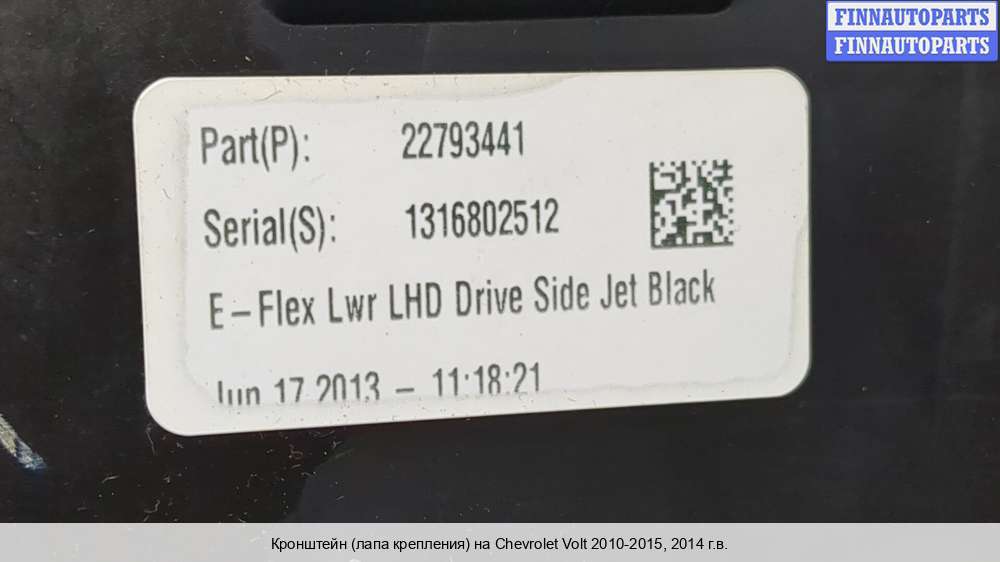 FINNAUTOPARTS
FINNAUTOPARTS
Part(P): 22793441
Serial(S): 1316802512
E-Flex Lwr LHD Drive Side Jet Black
Jun 17 2013 - 11:18:21
Кронштейн (лапа крепления) на Chevrolet Volt 2010-2015, 2014 г.в.